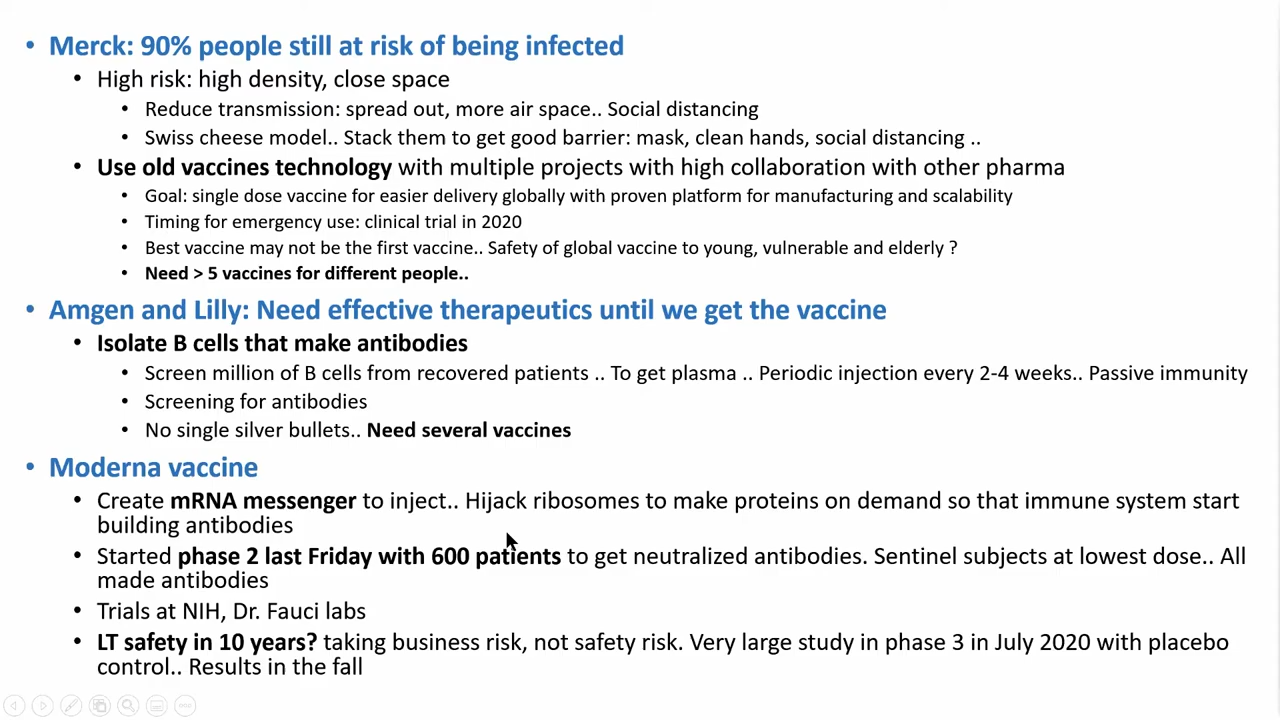 • Merck: 90% people still at risk of being infected
• High risk: high density, close space
• Reduce transmission: spread out, more air space.. Social distancing
• Swiss cheese model.. Stack them to get good barrier: mask, clean hands, social distancing ..
• Use old vaccines technology with multiple projects with high collaboration with other pharma
• Goal: single dose vaccine for easier delivery globally with proven platform for manufacturing and scalability
• Timing for emergency use: clinical trial in 2020
• Best vaccine may not be the first vaccine.. Safety of global vaccine to young, vulnerable and elderly ?
• Need > 5 vaccines for different people..
• Amgen and Lilly: Need effective therapeutics until we get the vaccine
• Isolate B cells that make antibodies
• Screen million of B cells from recovered patients .. To get plasma .. Periodic injection every 2-4 weeks.. Passive immunity
• Screening for antibodies
• No single silver bullets.. Need several vaccines
• Moderna vaccine
• Create mRNA messenger to inject.. Hijack ribosomes to make proteins on demand so that immune system start
building antibodies
• Started phase 2 last Friday with 600 patients to get neutralized antibodies. Sentinel subjects at lowest dose.. All
made antibodies
• Trials at NIH, Dr. Fauci labs
• LT safety in 10 years? taking business risk, not safety risk. Very large study in phase 3 in July 2020 with placebo
control.. Results in the fall